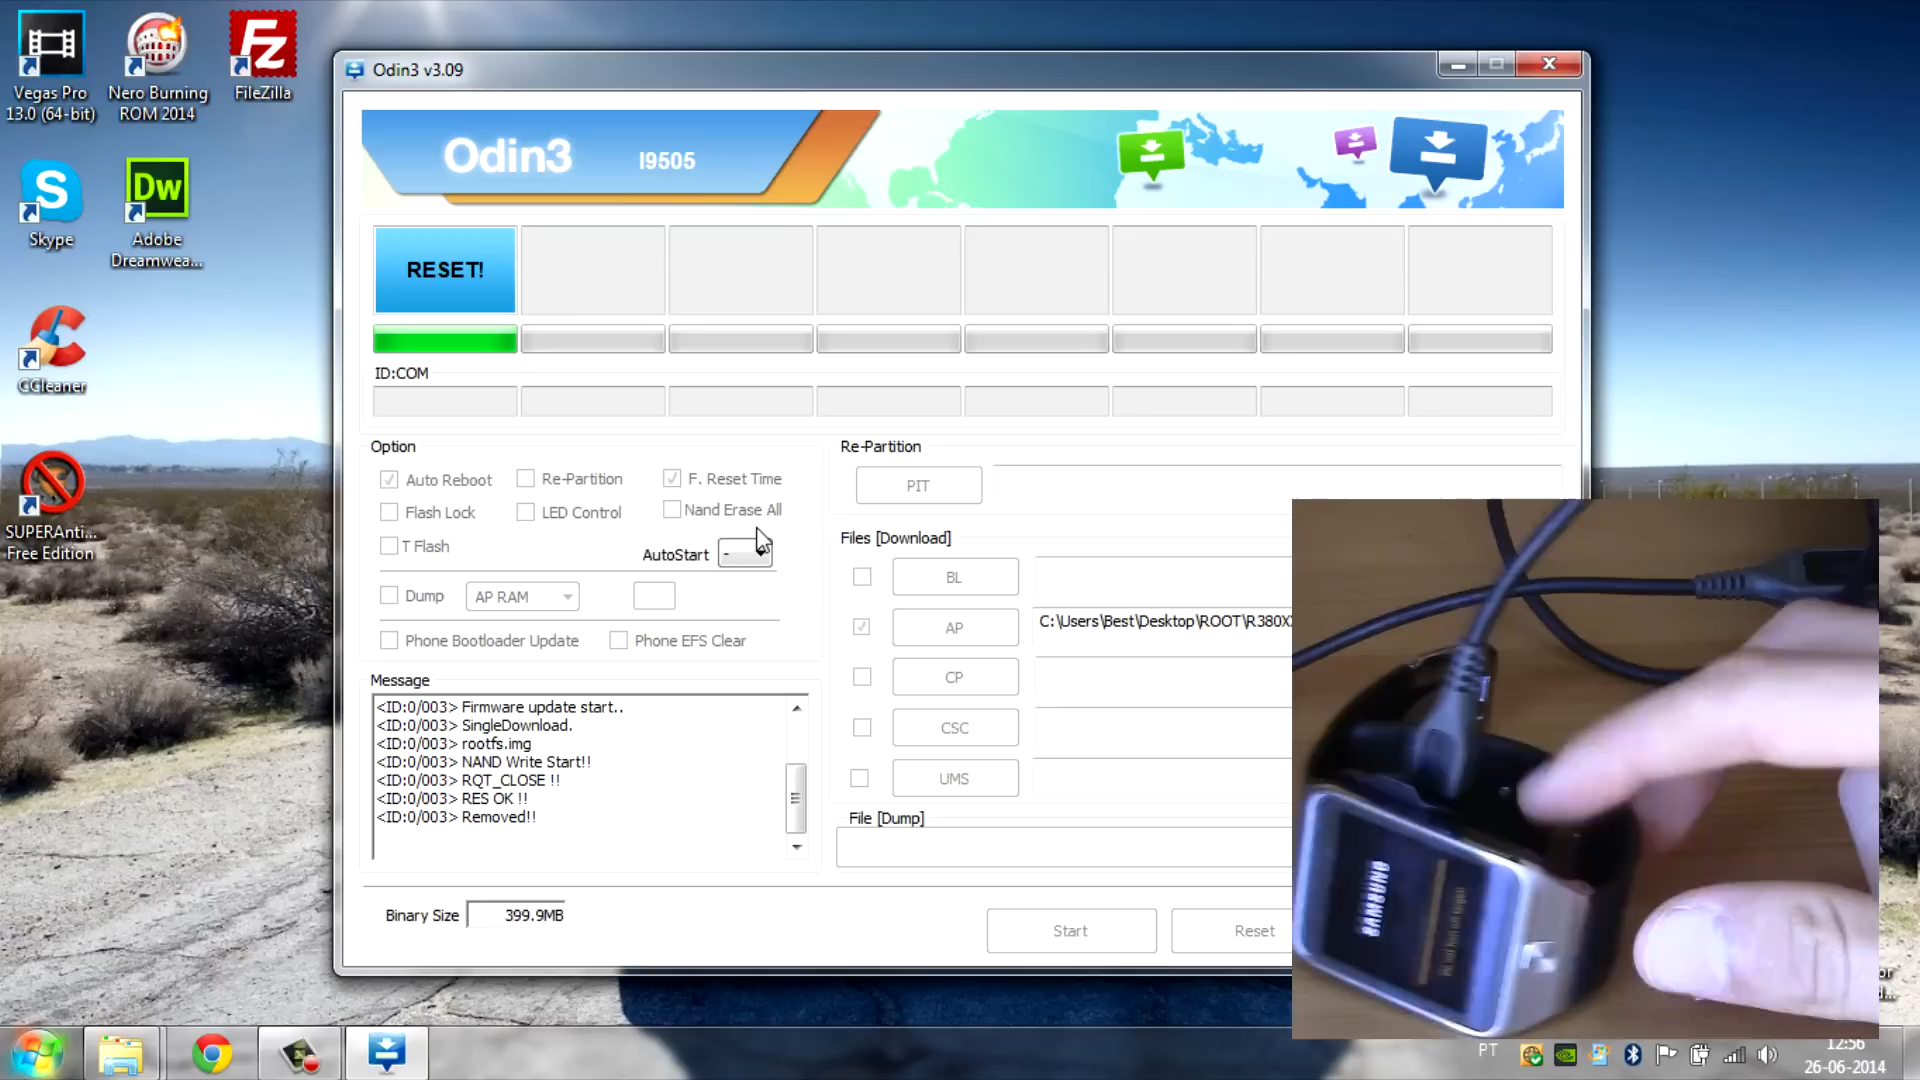 Vegas Pro
13.0 (64-bit)
Nero Burning
ROM 2014
FileZilla
Skype
Adobe
Dreamwea...
CCleaner
SUPERAnti...
Free Edition
Odin3 v3.09
Odin3 I9505
RESET!
ID:COM
Option
Auto Reboot
Re-Partition
F. Reset Time
Flash Lock
LED Control
Nand Erase All
T Flash
AutoStart -
Dump
AP RAM
Phone Bootloader Update
Phone EFS Clear
Message
<ID:0/003> Firmware update start..
<ID:0/003> SingleDownload.
<ID:0/003> rootfs.img
<ID:0/003> NAND Write Start!!
<ID:0/003> RQT_CLOSE !!
<ID:0/003> RES OK !!
<ID:0/003> Removed!!
Binary Size 399.9MB
Re-Partition
PIT
Files [Download]
BL
AP C:\Users\Best\Desktop\ROOT\R380X
CP
CSC
UMS
File [Dump]
Start
Reset
SAMSUNG
PT
12:56
26-06-2014